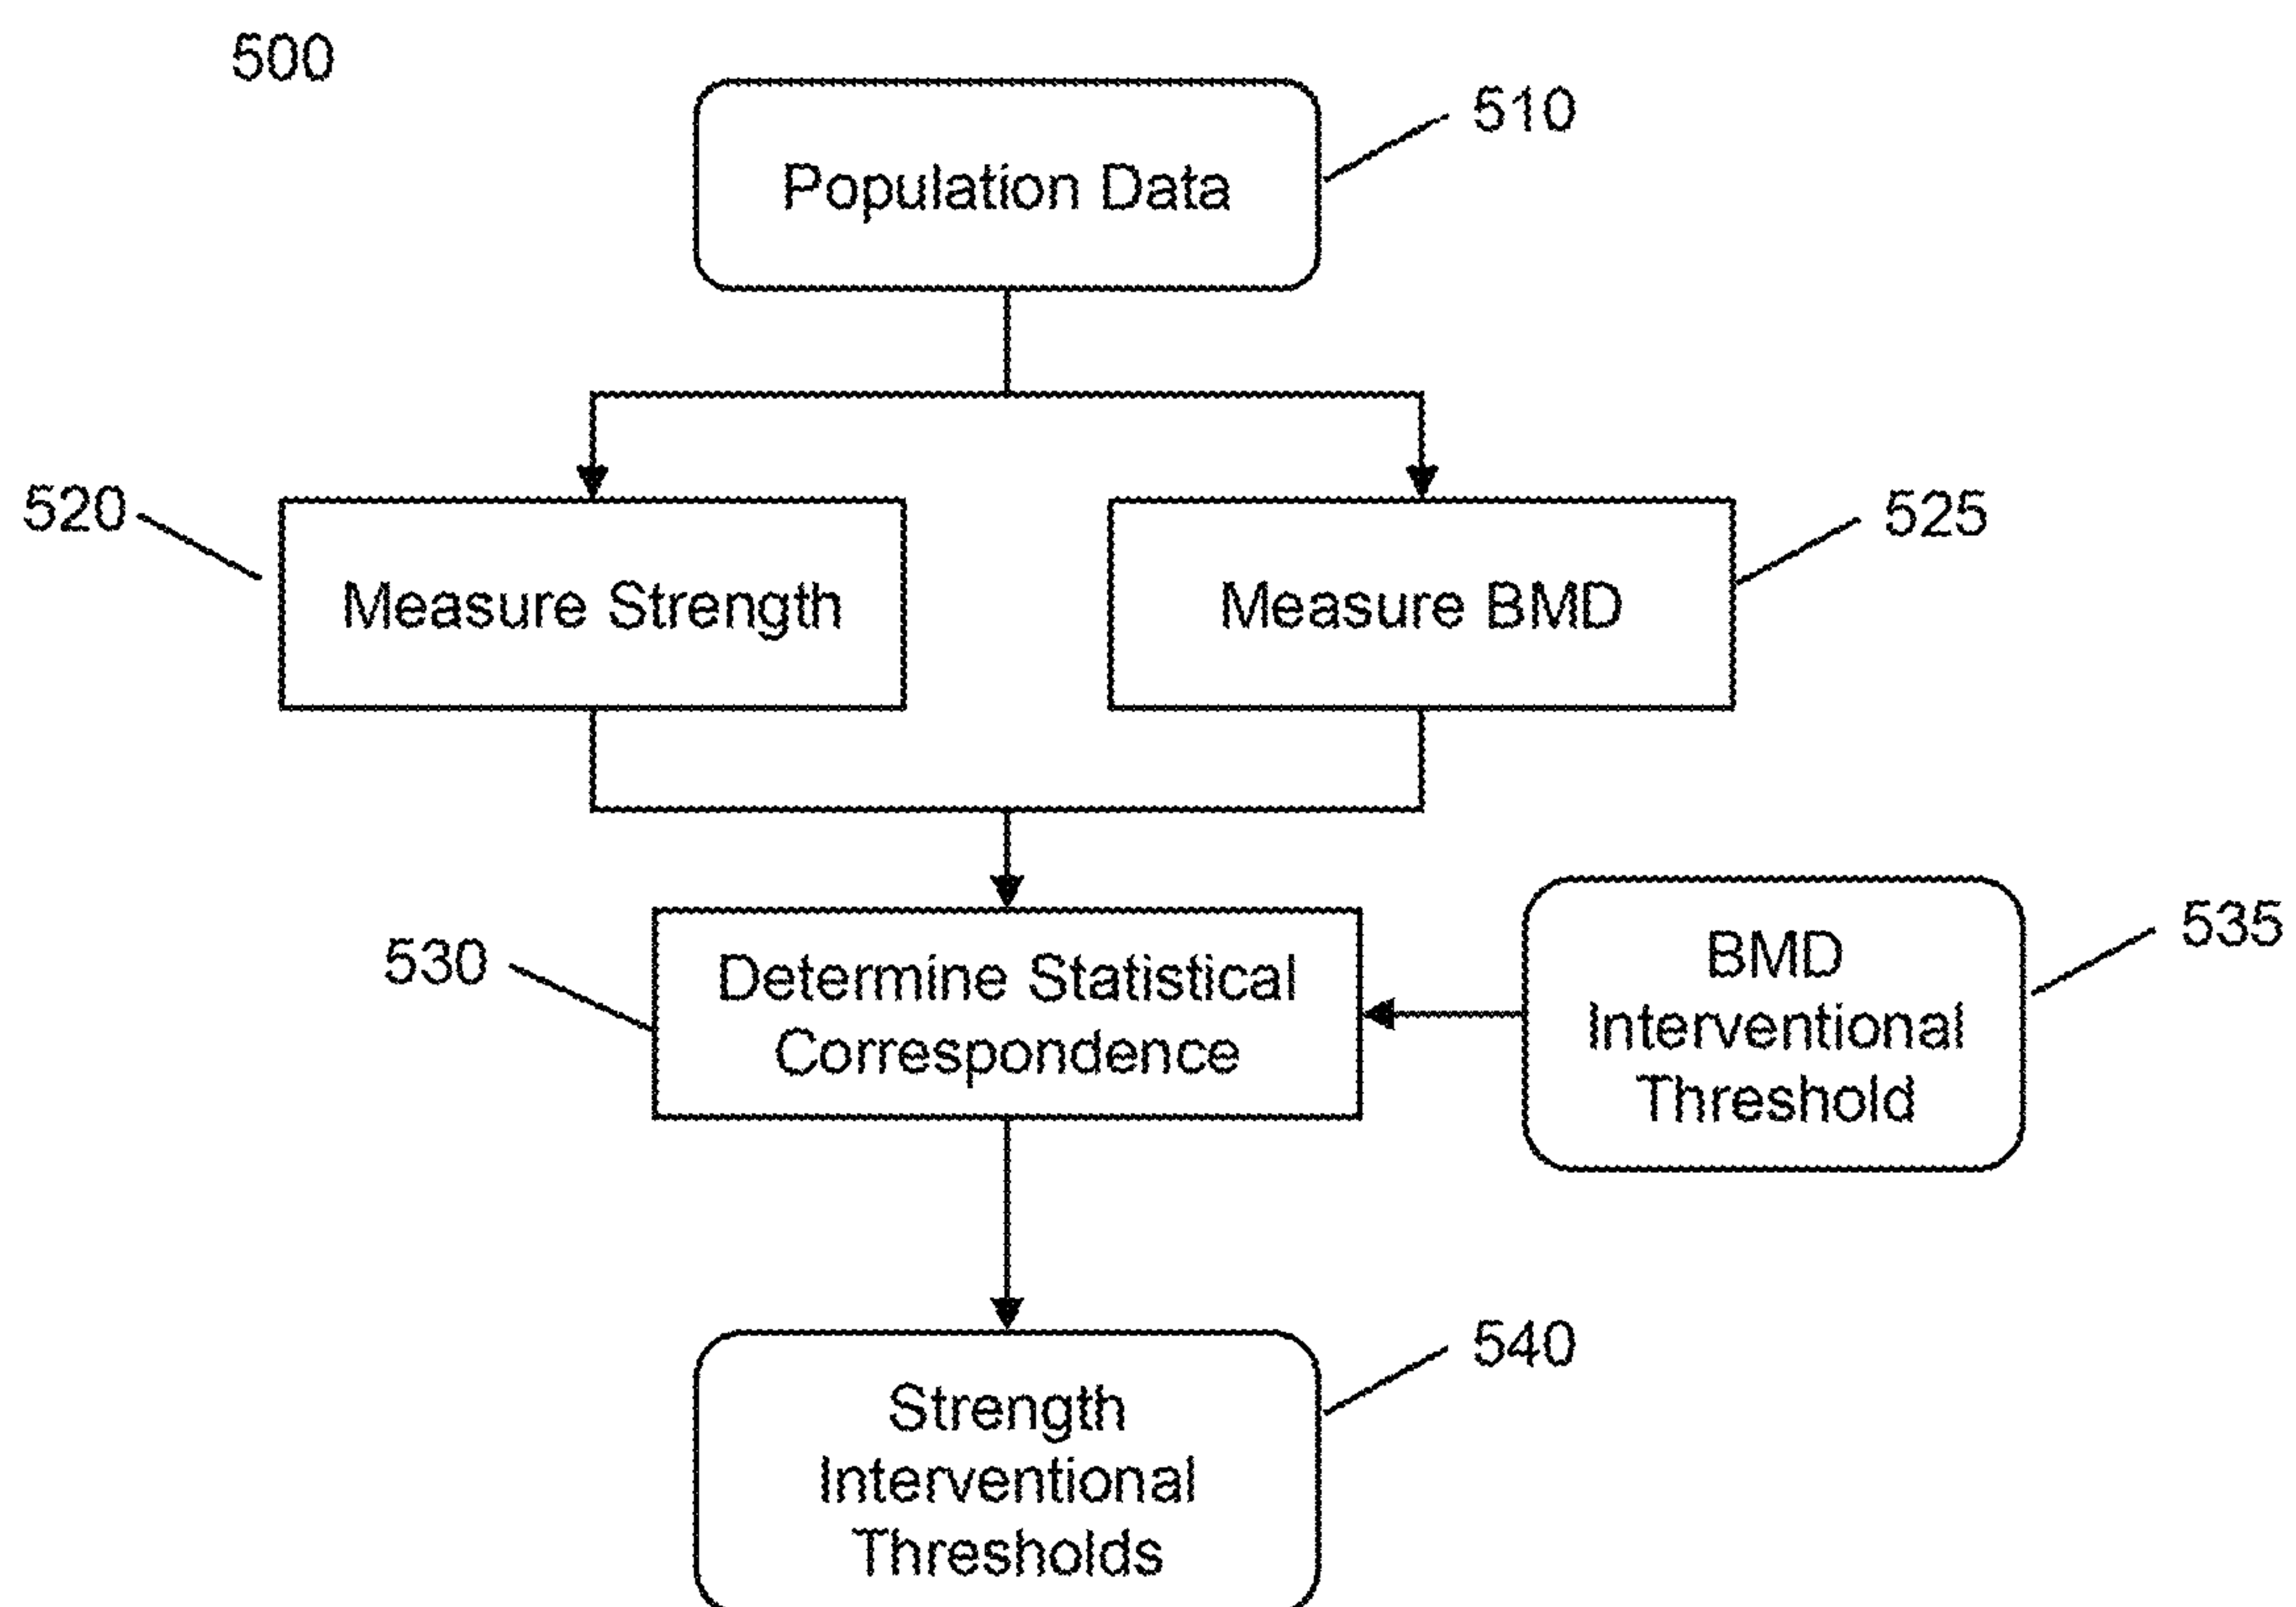 500
510
Population Data
520
Measure Strength
Measure BMD
525
530
Determine Statistical
Correspondence
BMD
Interventional
Threshold
535
540
Strength
Interventional
Thresholds